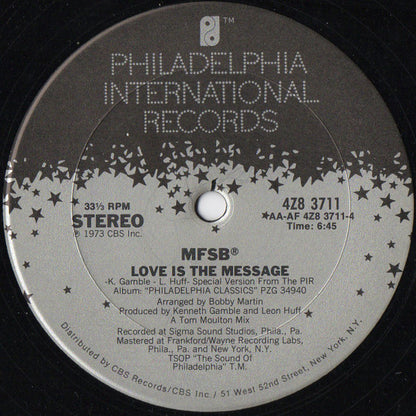 TM
PHILADELPHIA
INTERNATIONAL
RECORDS
33⅓ RPM
STEREO
℗ 1973 CBS Inc.
4Z8 3711
*AA-AF 4Z8 3711-4
Time: 6:45
MFSB®
LOVE IS THE MESSAGE
-K. Gamble - L. Huff- Special Version From The PIR
Album: "PHILADELPHIA CLASSICS" PZG 34940
Arranged by Bobby Martin
Produced by Kenneth Gamble and Leon Huff
A Tom Moulton Mix
Recorded at Sigma Sound Studios, Phila., Pa.
Mastered at Frankford/Wayne Recording Labs,
Phila., Pa. and New York, N.Y.
TSOP "The Sound Of
Philadelphia" T.M.
Distributed by CBS Records/CBS Inc. / 51 West 52nd Street, New York, N.Y.